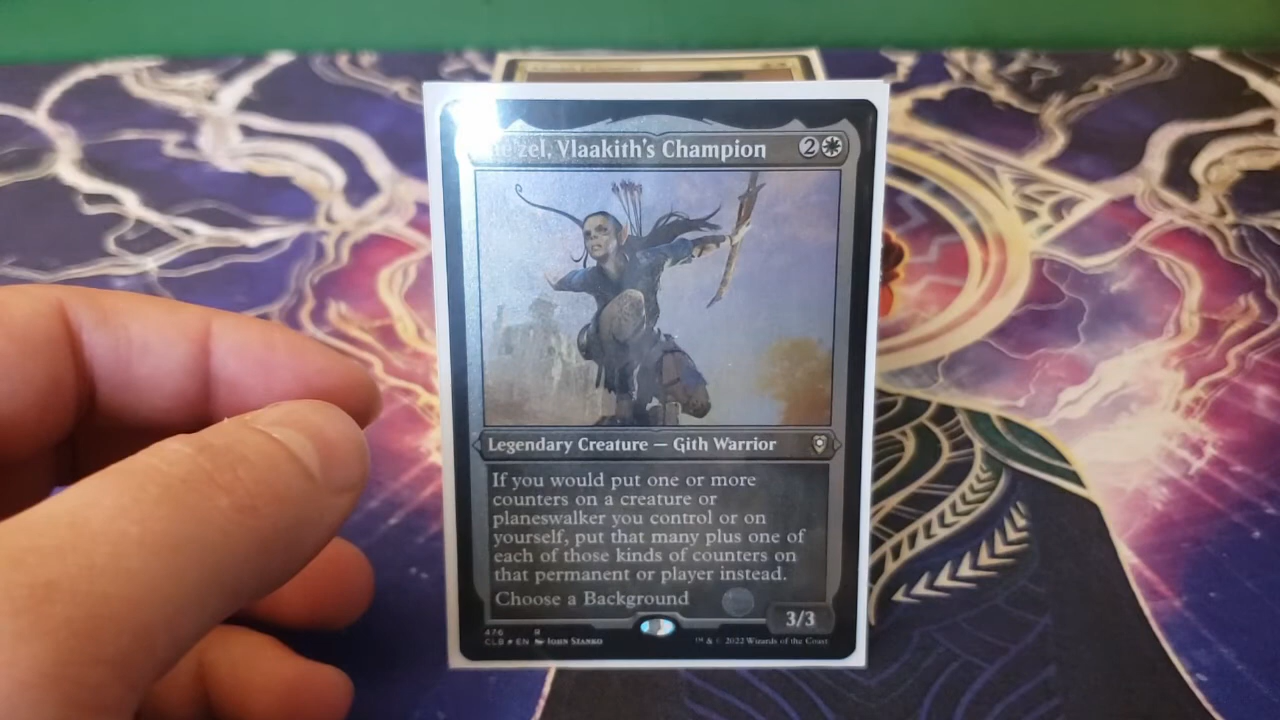 Vlaakith's Champion 2
Legendary Creature — Gith Warrior
If you would put one or more
counters on a creature or
planeswalker you control or on
yourself, put that many plus one of
each of those kinds of counters on
that permanent or player instead.
Choose a Background
3/3
476 R
CLB ★ EN John Stanko
™ & © 2022 Wizards of the Coast